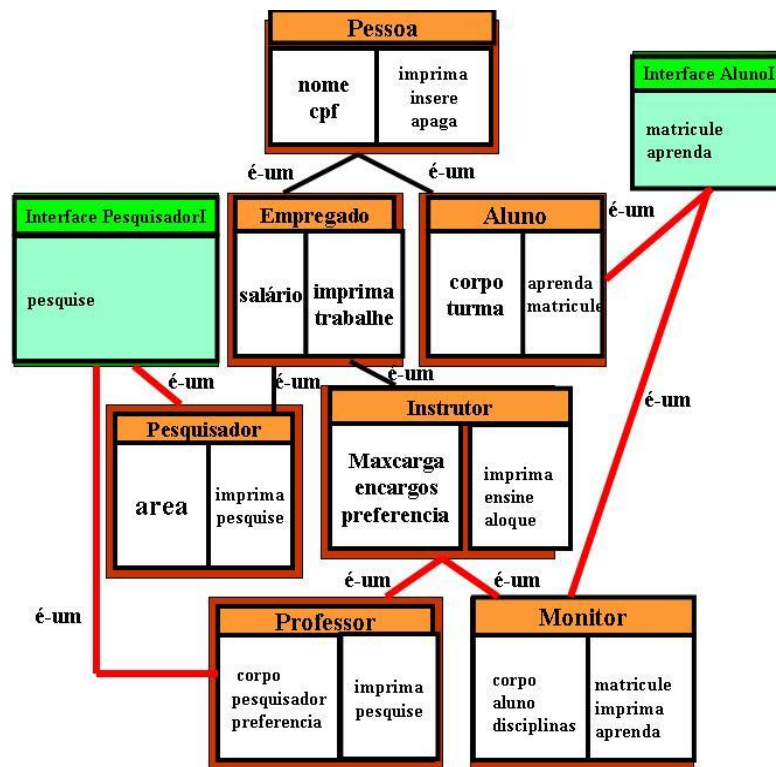 Pessoa
nome
cpf
imprima
insere
apaga
Interface AlunoI
matricule
aprenda
é-um
é-um
é-um
Interface PesquisadorI
pesquise
Empregado
salário
imprima
trabalhe
Aluno
corpo
turma
aprenda
matricule
é-um
é-um
é-um
é-um
Pesquisador
area
imprima
pesquise
Instrutor
Maxcarga
encargos
preferencia
imprima
ensine
aloque
é-um
é-um
é-um
Professor
corpo
pesquisador
preferencia
imprima
pesquise
Monitor
corpo
aluno
disciplinas
matricule
imprima
aprenda